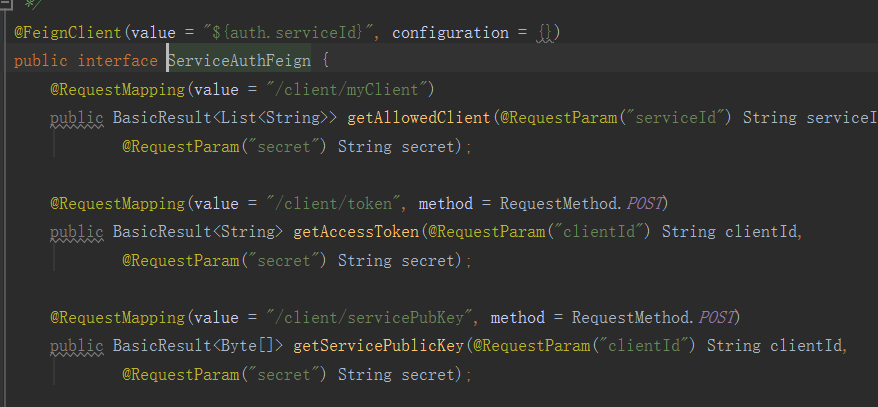 */
@FeignClient(value = "${auth.serviceId}", configuration = {})
public interface ServiceAuthFeign {
@RequestMapping(value = "/client/myClient")
public BasicResult<List<String>> getAllowedClient(@RequestParam("serviceId") String serviceI
@RequestParam("secret") String secret);
@RequestMapping(value = "/client/token", method = RequestMethod.POST)
public BasicResult<String> getAccessToken(@RequestParam("clientId") String clientId,
@RequestParam("secret") String secret);
@RequestMapping(value = "/client/servicePubKey", method = RequestMethod.POST)
public BasicResult<Byte[]> getServicePublicKey(@RequestParam("clientId") String clientId,
@RequestParam("secret") String secret);